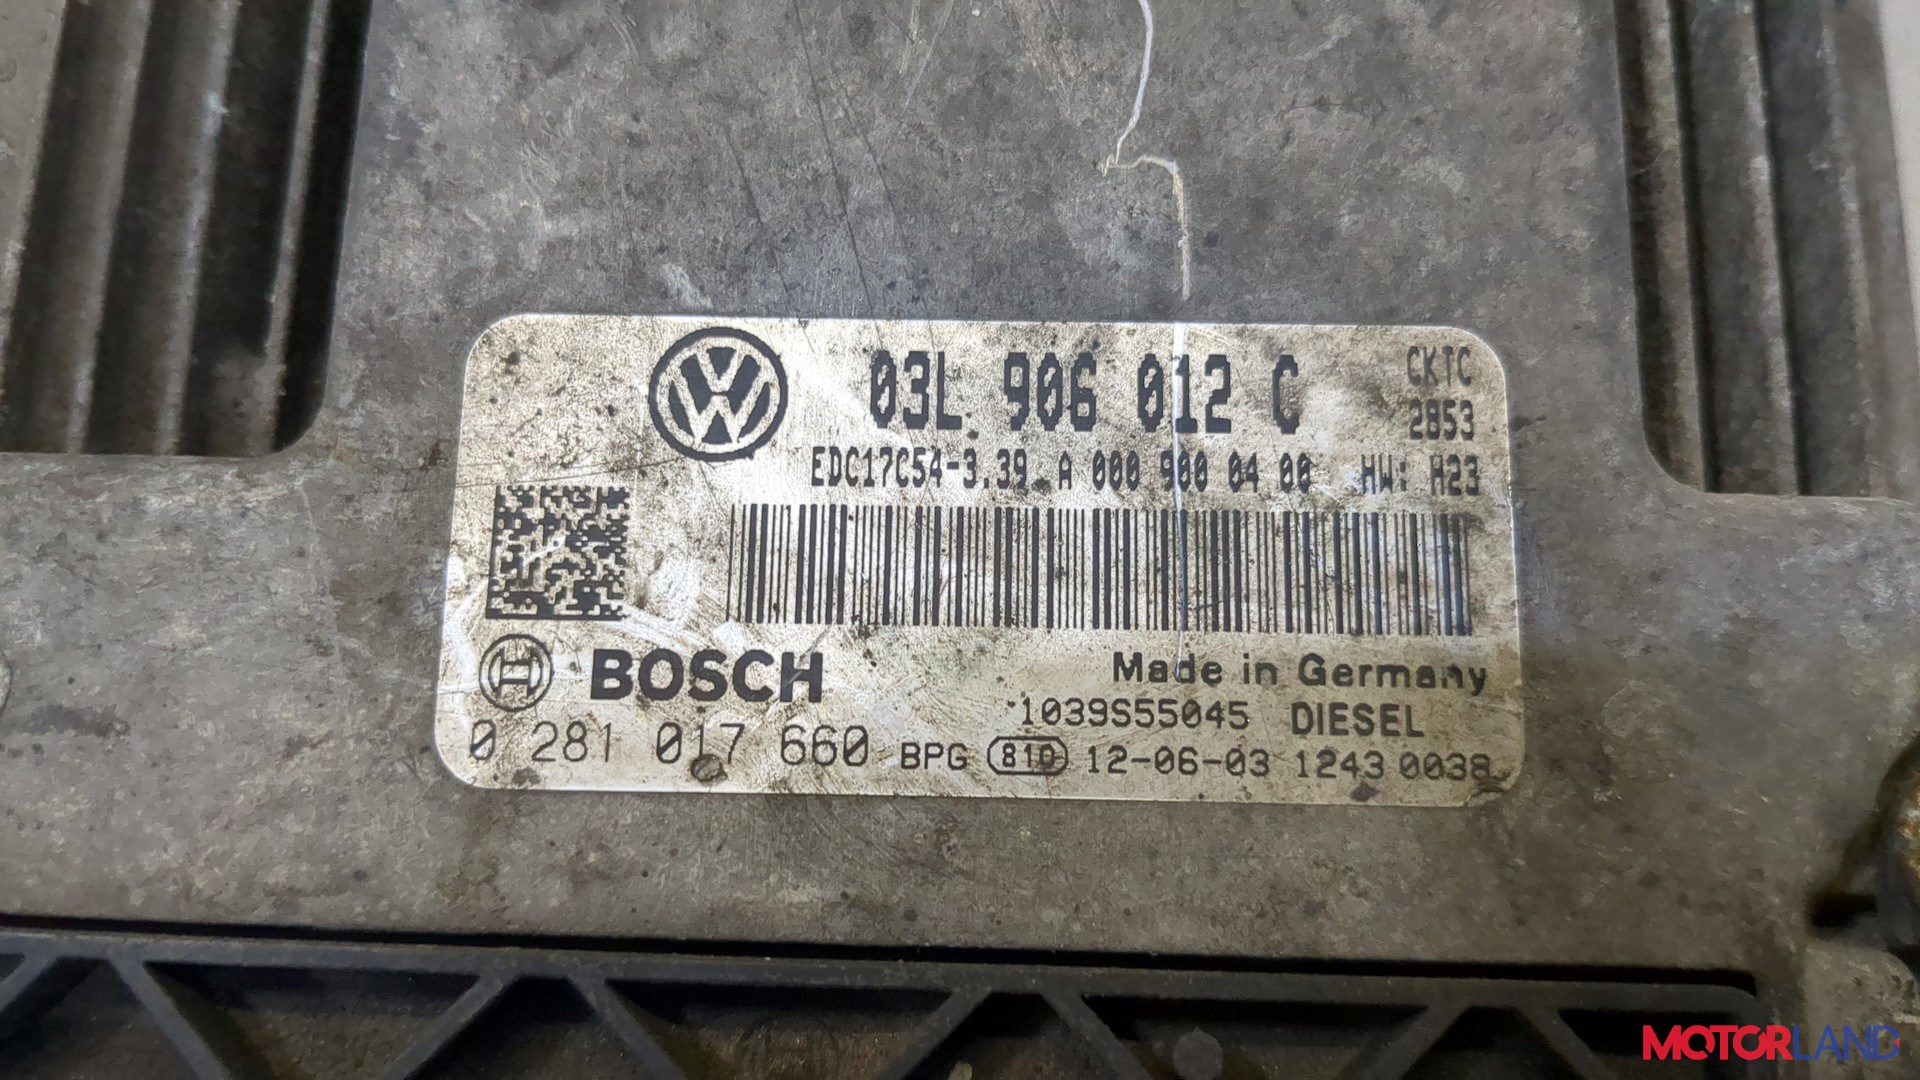 03L 906 012 C
CKTC
2853
EDC17C54-3.39 A 000 900 04 00 HW: H23
BOSCH
Made in Germany
1039S55045 DIESEL
0 281 017 660 BPG 810 12-06-03 1243 0038
MOTORLAND